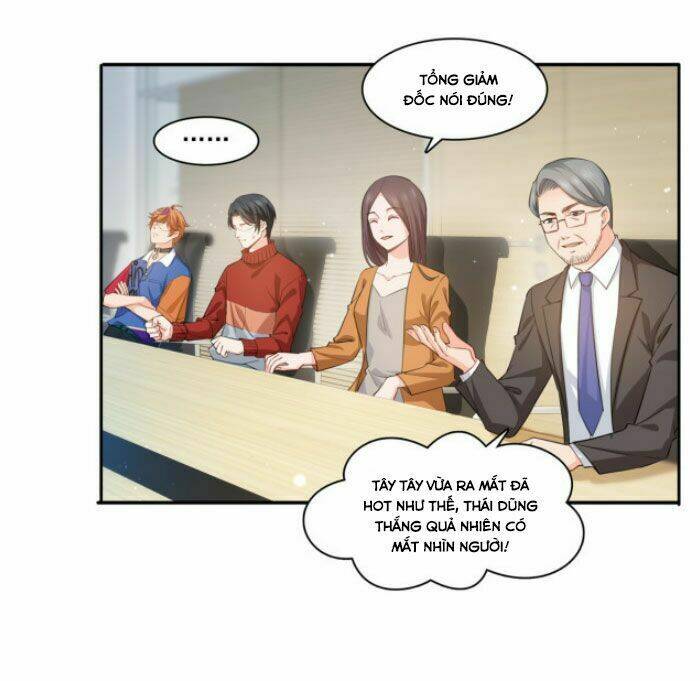 TỔNG GIÁM
ĐỐC NÓI ĐÚNG!
......
TÂY TÂY VỪA RA MẮT ĐÃ
HOT NHƯ THẾ, THÁI DŨNG
THẮNG QUẢ NHIÊN CÓ
MẮT NHÌN NGƯỜI!